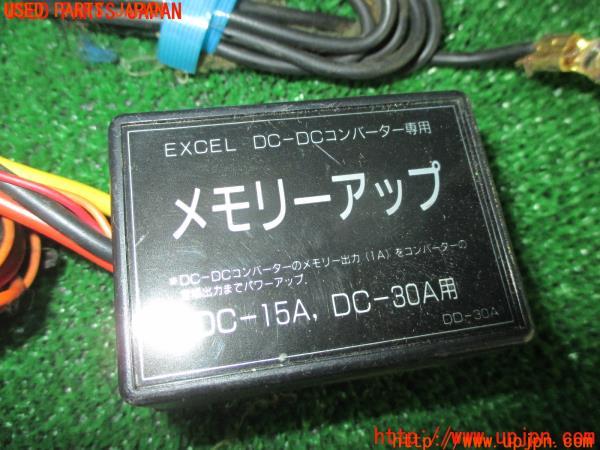 USED PARTS JAPAN
EXCEL DC-DCコンバーター専用
メモリーアップ
※DC-DCコンバーターのメモリー出力(1A)をコンバーターの
出力までパワーアップ.
DC-15A, DC-30A用
DD-30A
http://www.upjpn.com